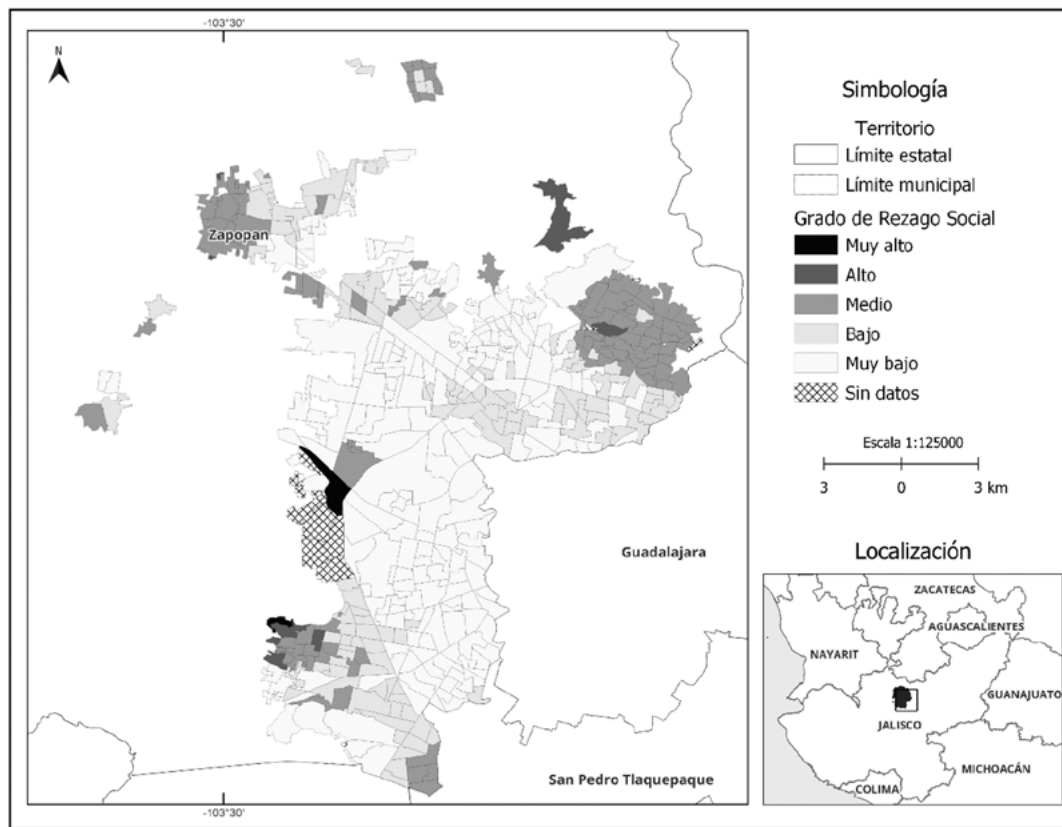 -103°30'
N
Zapopan
Guadalajara
San Pedro Tlaquepaque
-103°30'
Simbología
Territorio
Límite estatal
Límite municipal
Grado de Rezago Social
Muy alto
Alto
Medio
Bajo
Muy bajo
Sin datos
Escala 1:125000
3 0 3 km
Localización
ZACATECAS
AGUASCALIENTES
NAYARIT
GUANAJUATO
JALISCO
MICHOACÁN
COLIMA